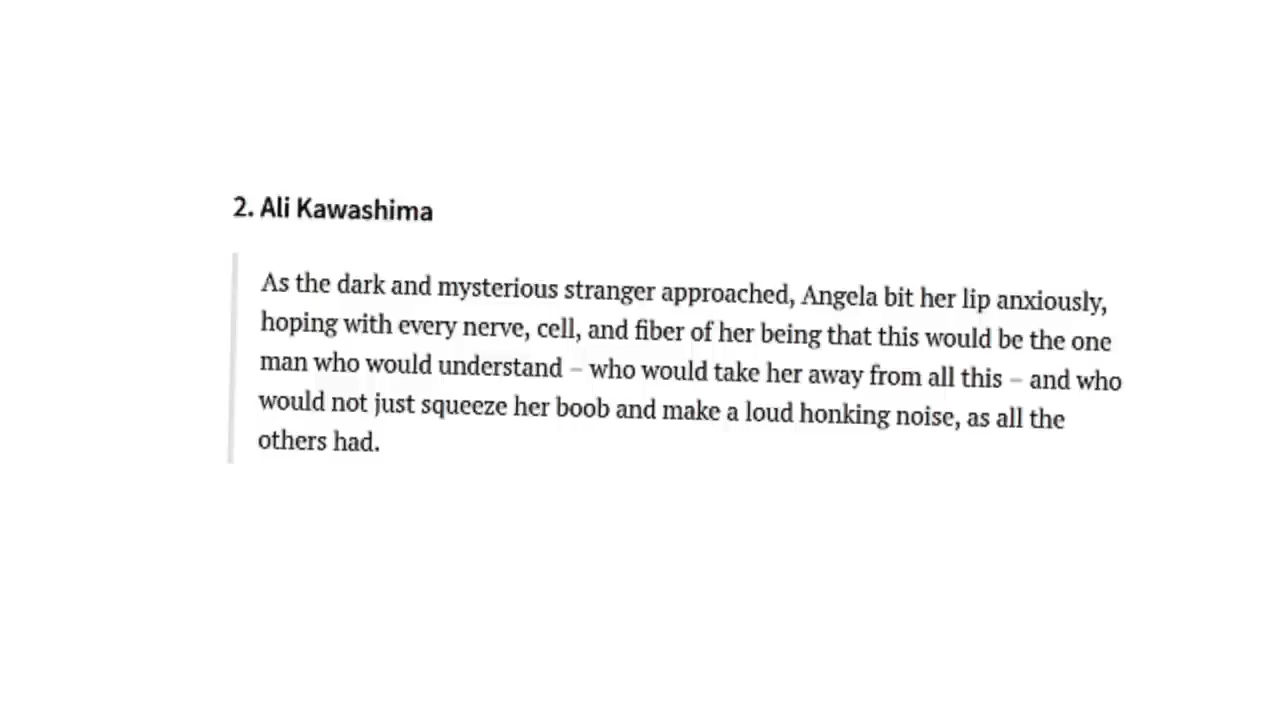 2. Ali Kawashima
As the dark and mysterious stranger approached, Angela bit her lip anxiously,
hoping with every nerve, cell, and fiber of her being that this would be the one
man who would understand – who would take her away from all this – and who
would not just squeeze her boob and make a loud honking noise, as all the
others had.